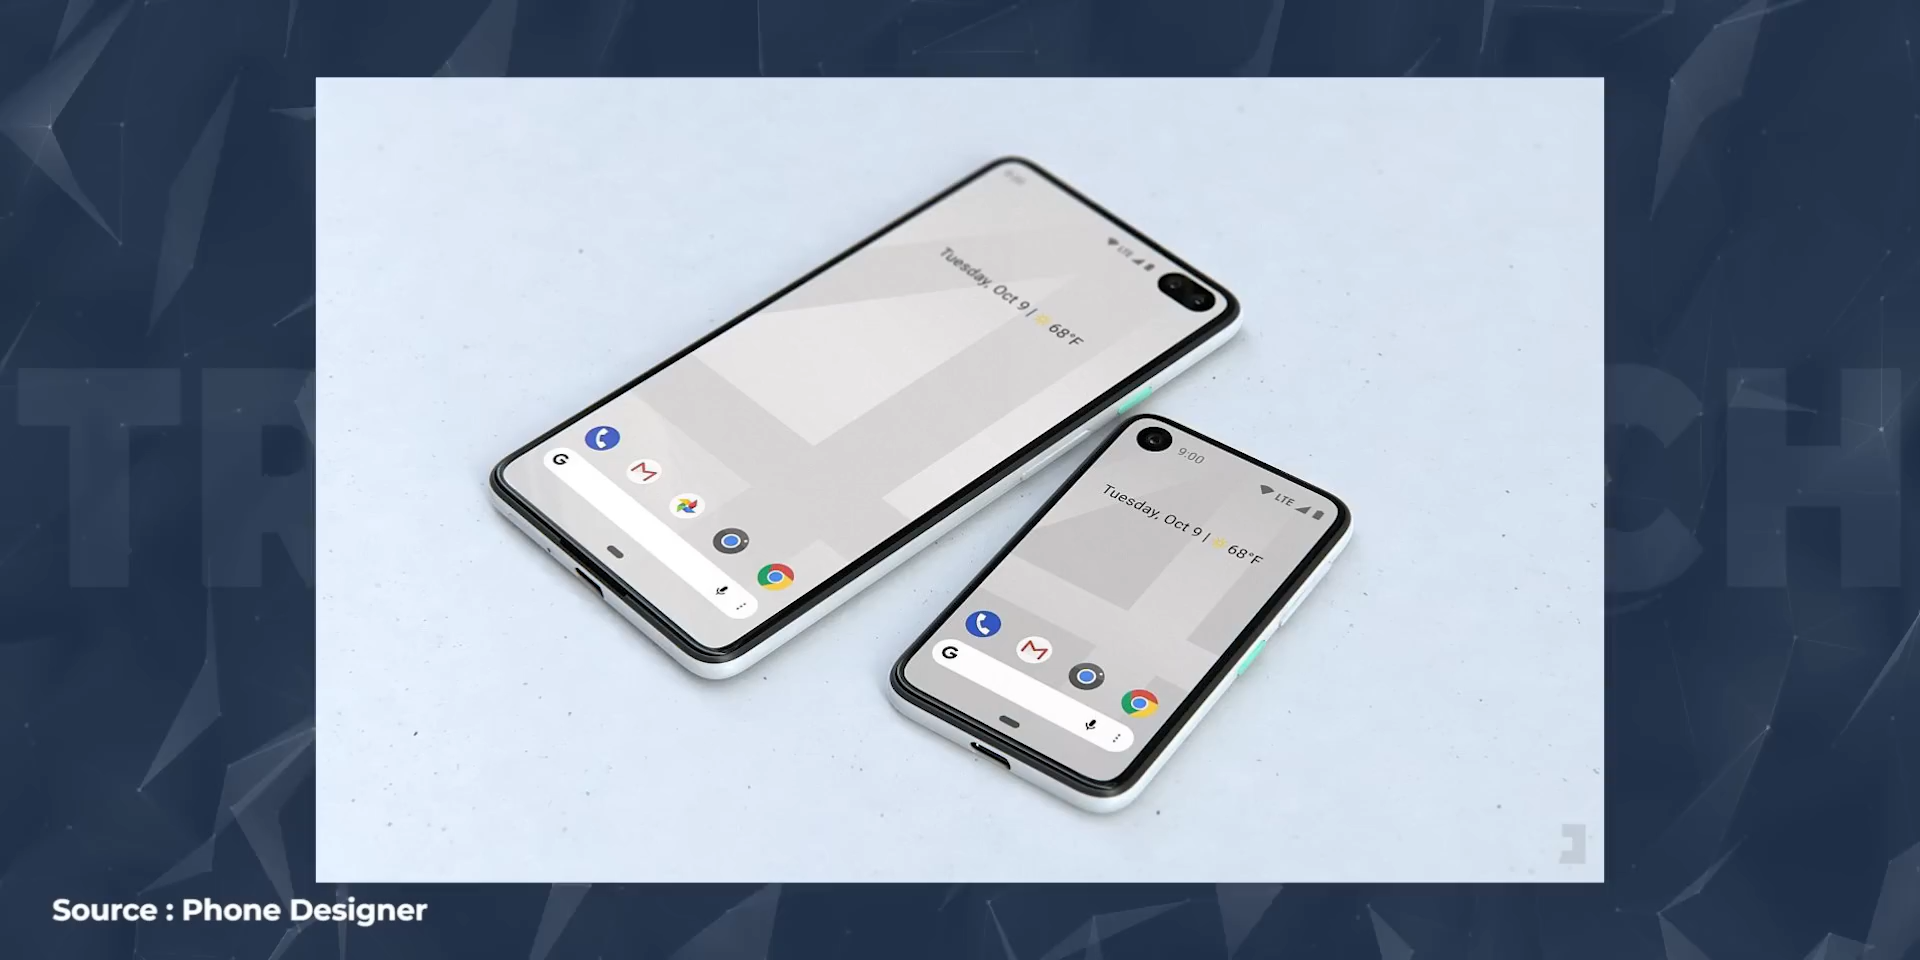 Tuesday, Oct 9 | 68°F
LTE
G
9:00
LTE
Tuesday, Oct 9 | 68°F
G
Source : Phone Designer